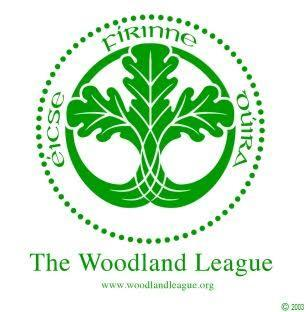 éicse
fírinne
dúira
The Woodland League
www.woodlandleague.org
© 2003